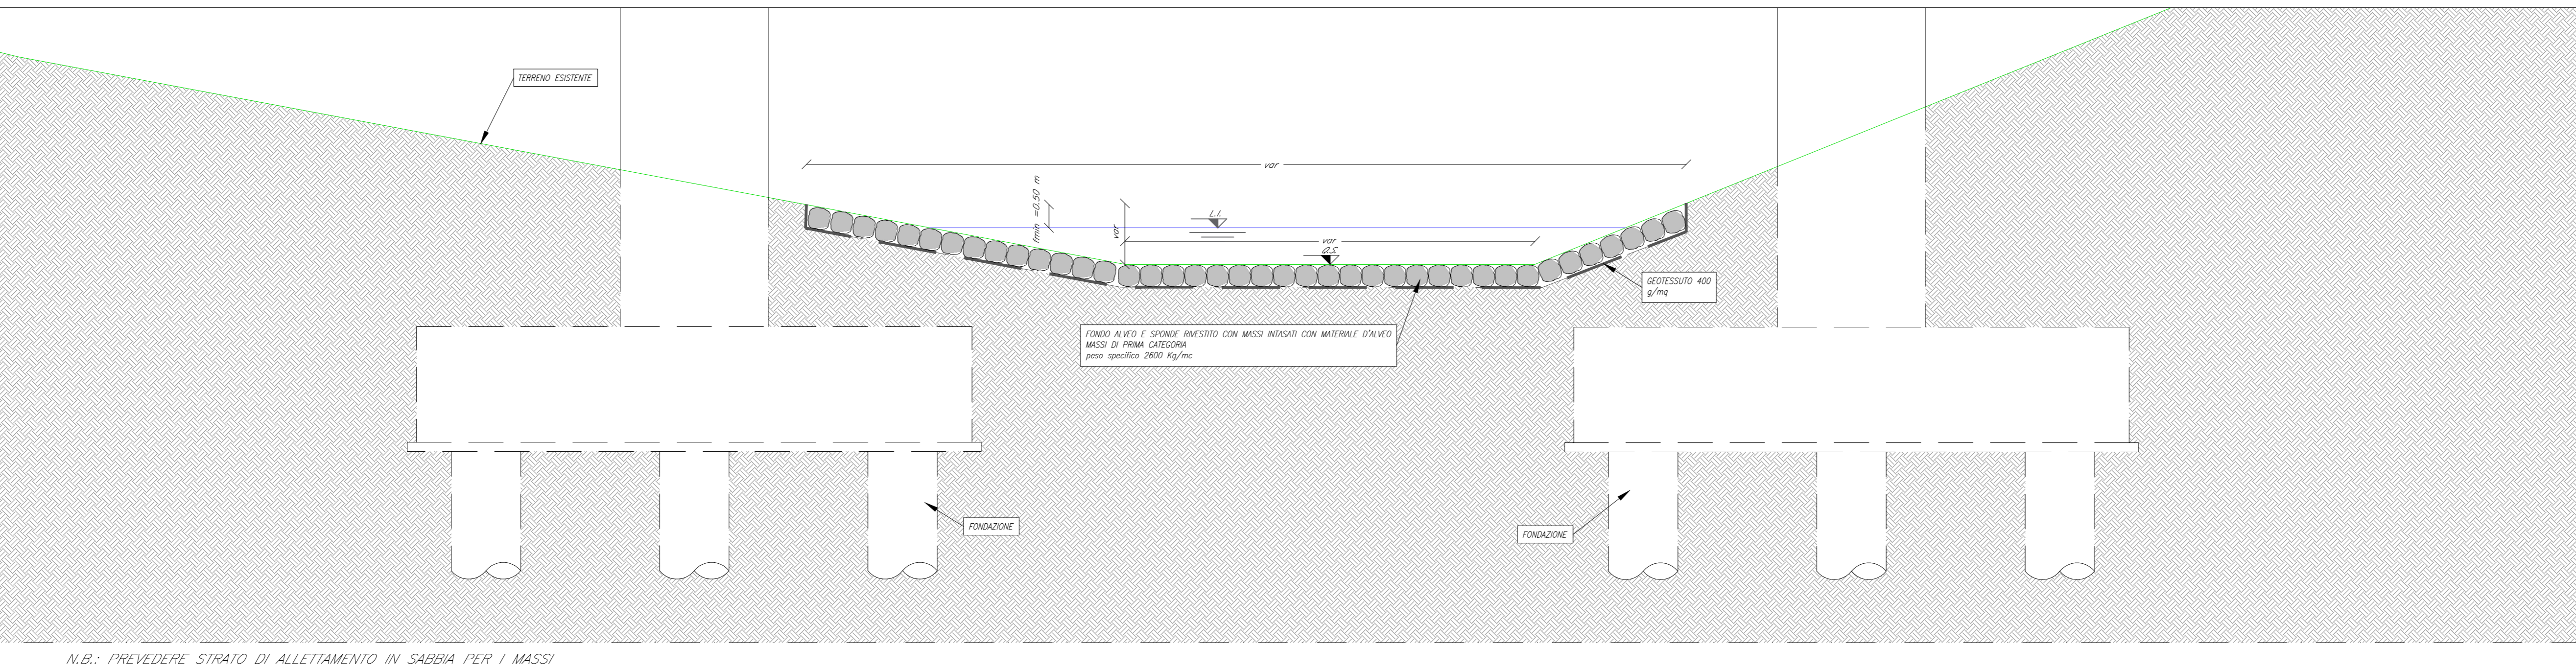 TERRENO ESISTENTE
var
fmin =0.50 m
var
L.I.
var
Q.S.
GEOTESSUTO 400
g/mq
FONDO ALVEO E SPONDE RIVESTITO CON MASSI INTASATI CON MATERIALE D'ALVEO
MASSI DI PRIMA CATEGORIA
peso specifico 2600 Kg/mc
FONDAZIONE
FONDAZIONE
N.B.: PREVEDERE STRATO DI ALLETTAMENTO IN SABBIA PER I MASSI